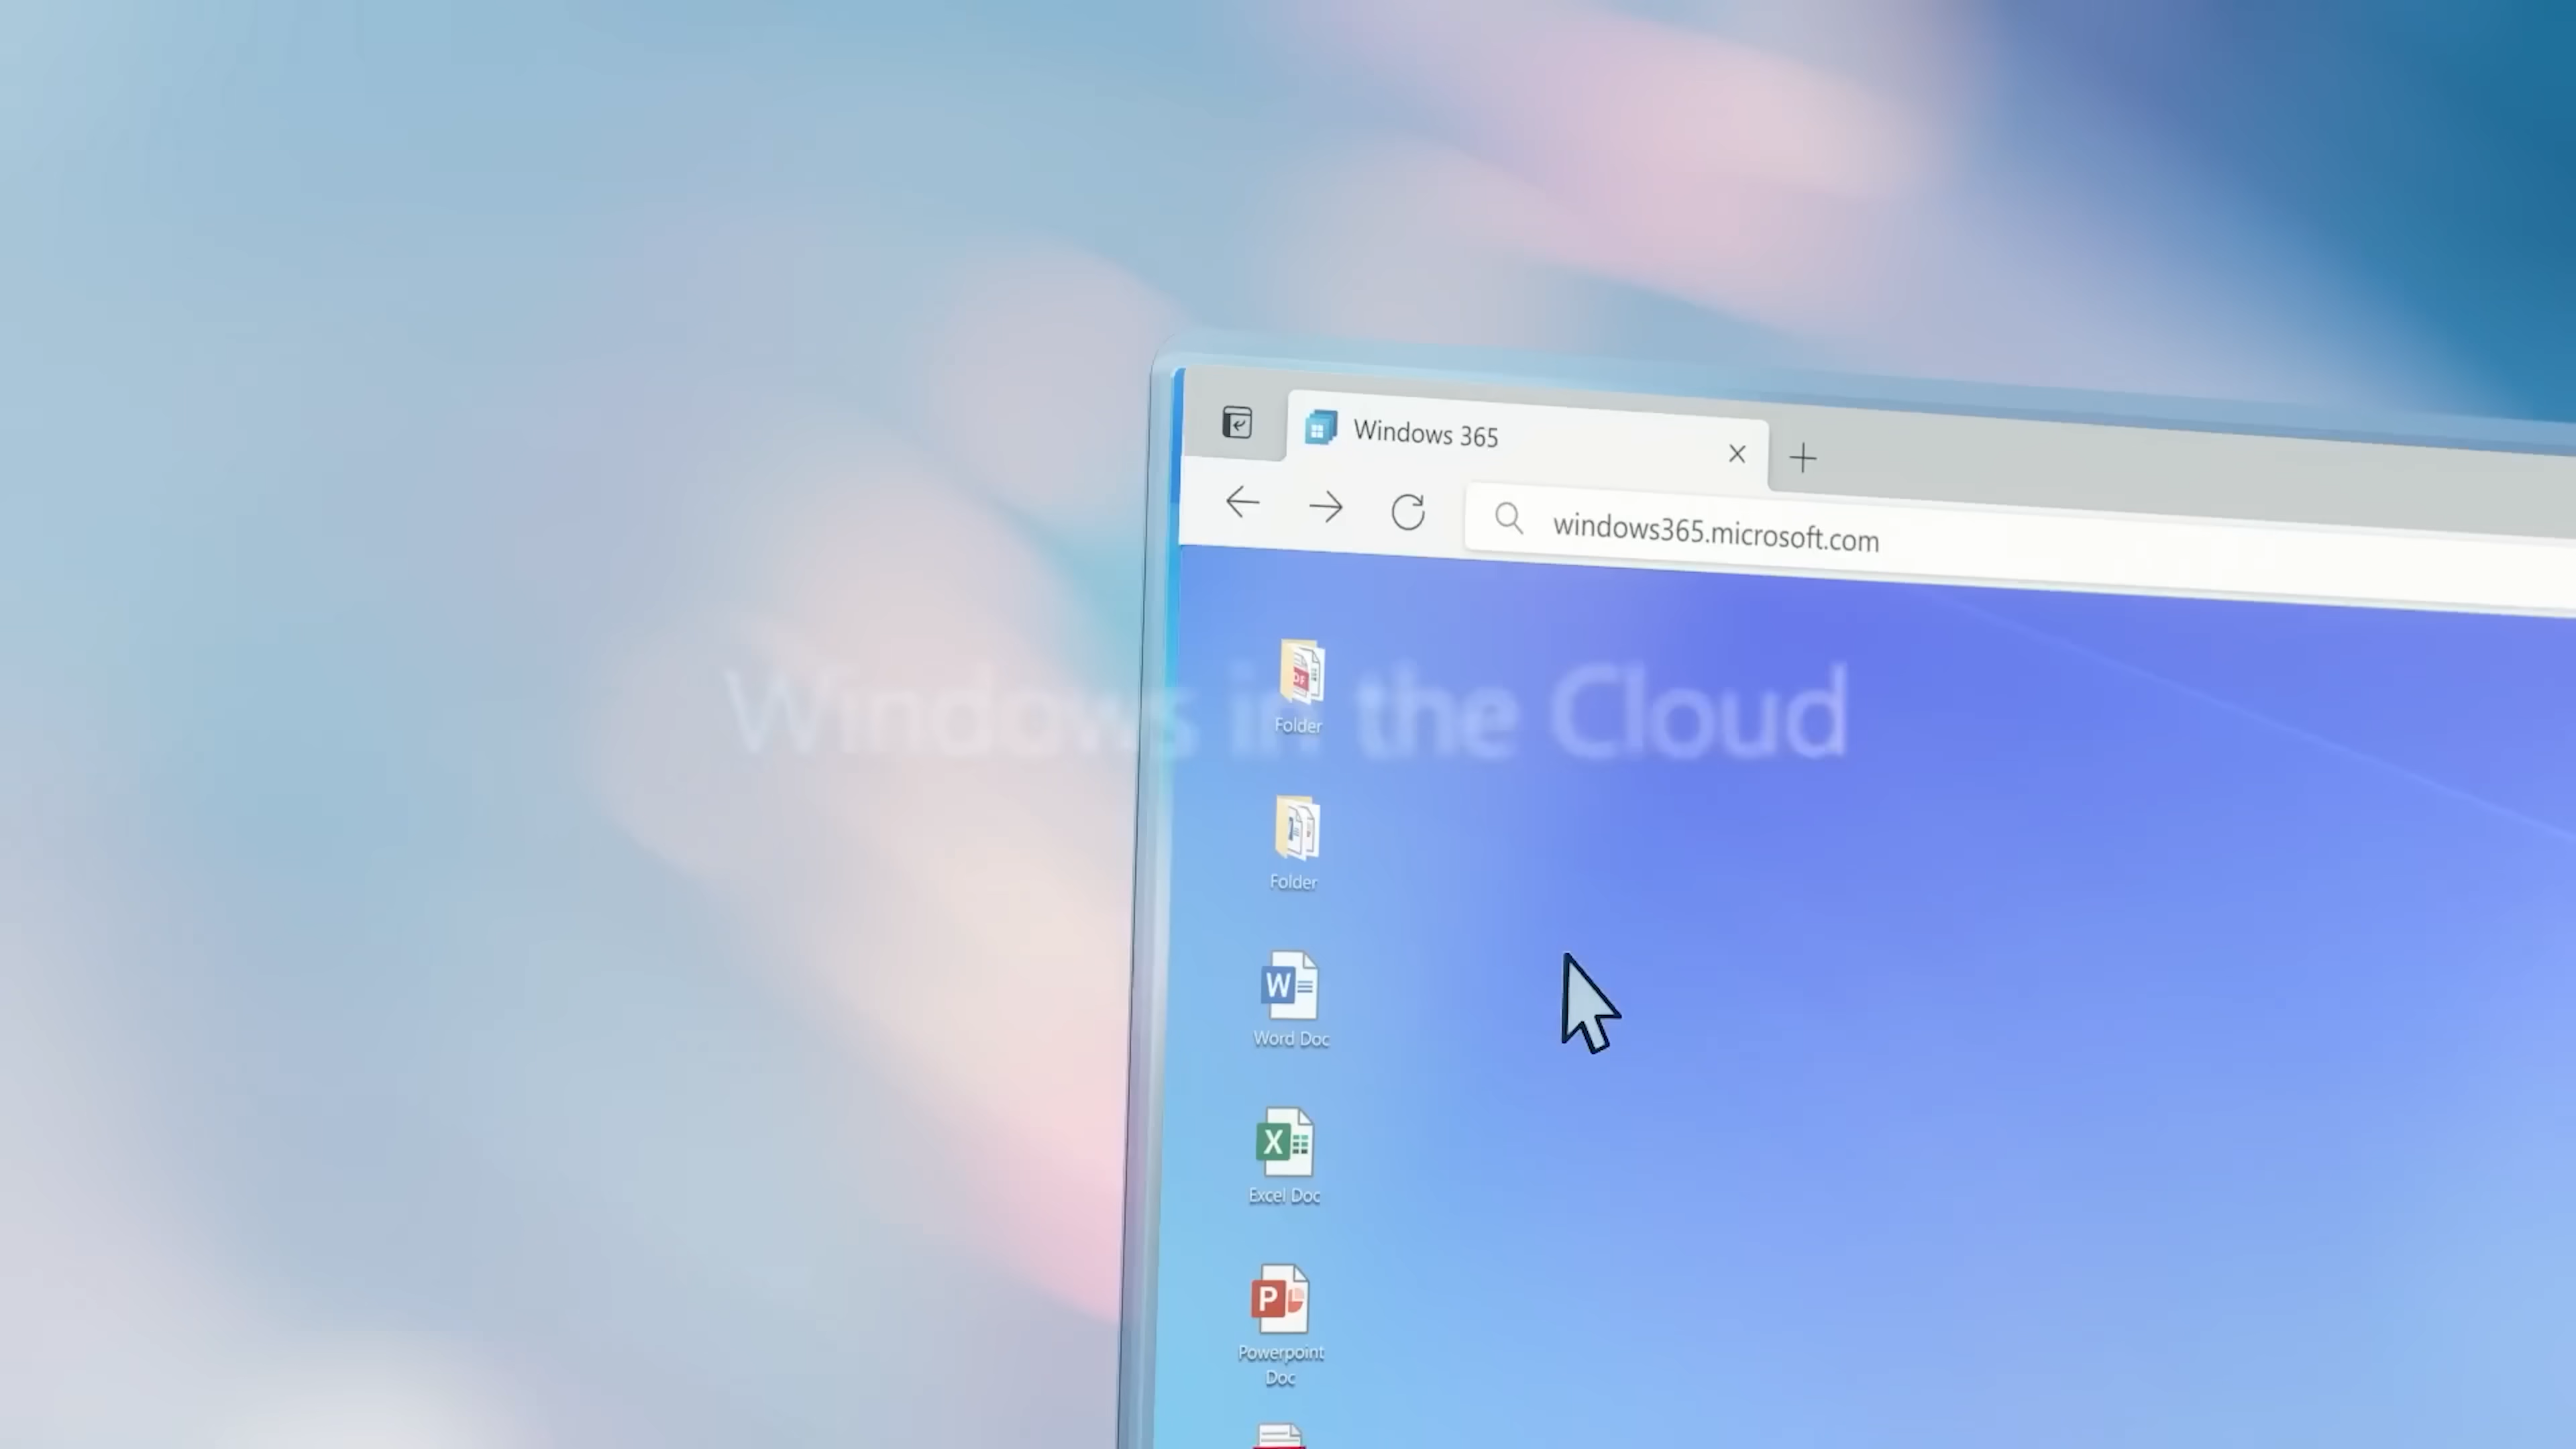 Windows 365
windows365.microsoft.com
Windows in the Cloud
Folder
Folder
W
Word Doc
X
Excel Doc
P
Powerpoint
Doc